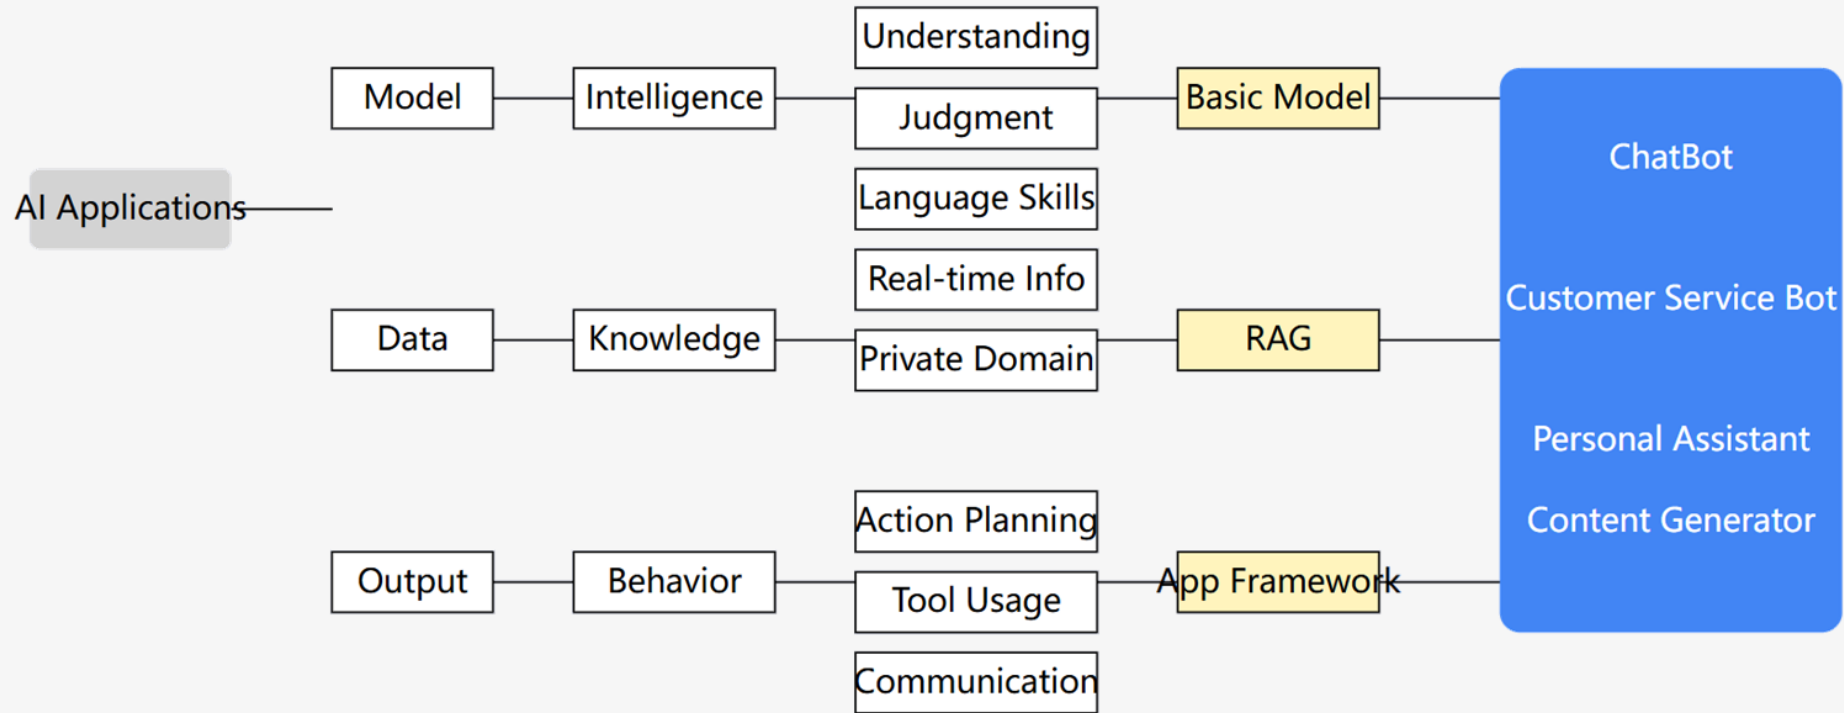 AI Applications
Model
Intelligence
Understanding
Judgment
Language Skills
Basic Model
Data
Knowledge
Real-time Info
Private Domain
RAG
Output
Behavior
Action Planning
Tool Usage
Communication
App Framework
ChatBot
Customer Service Bot
Personal Assistant
Content Generator